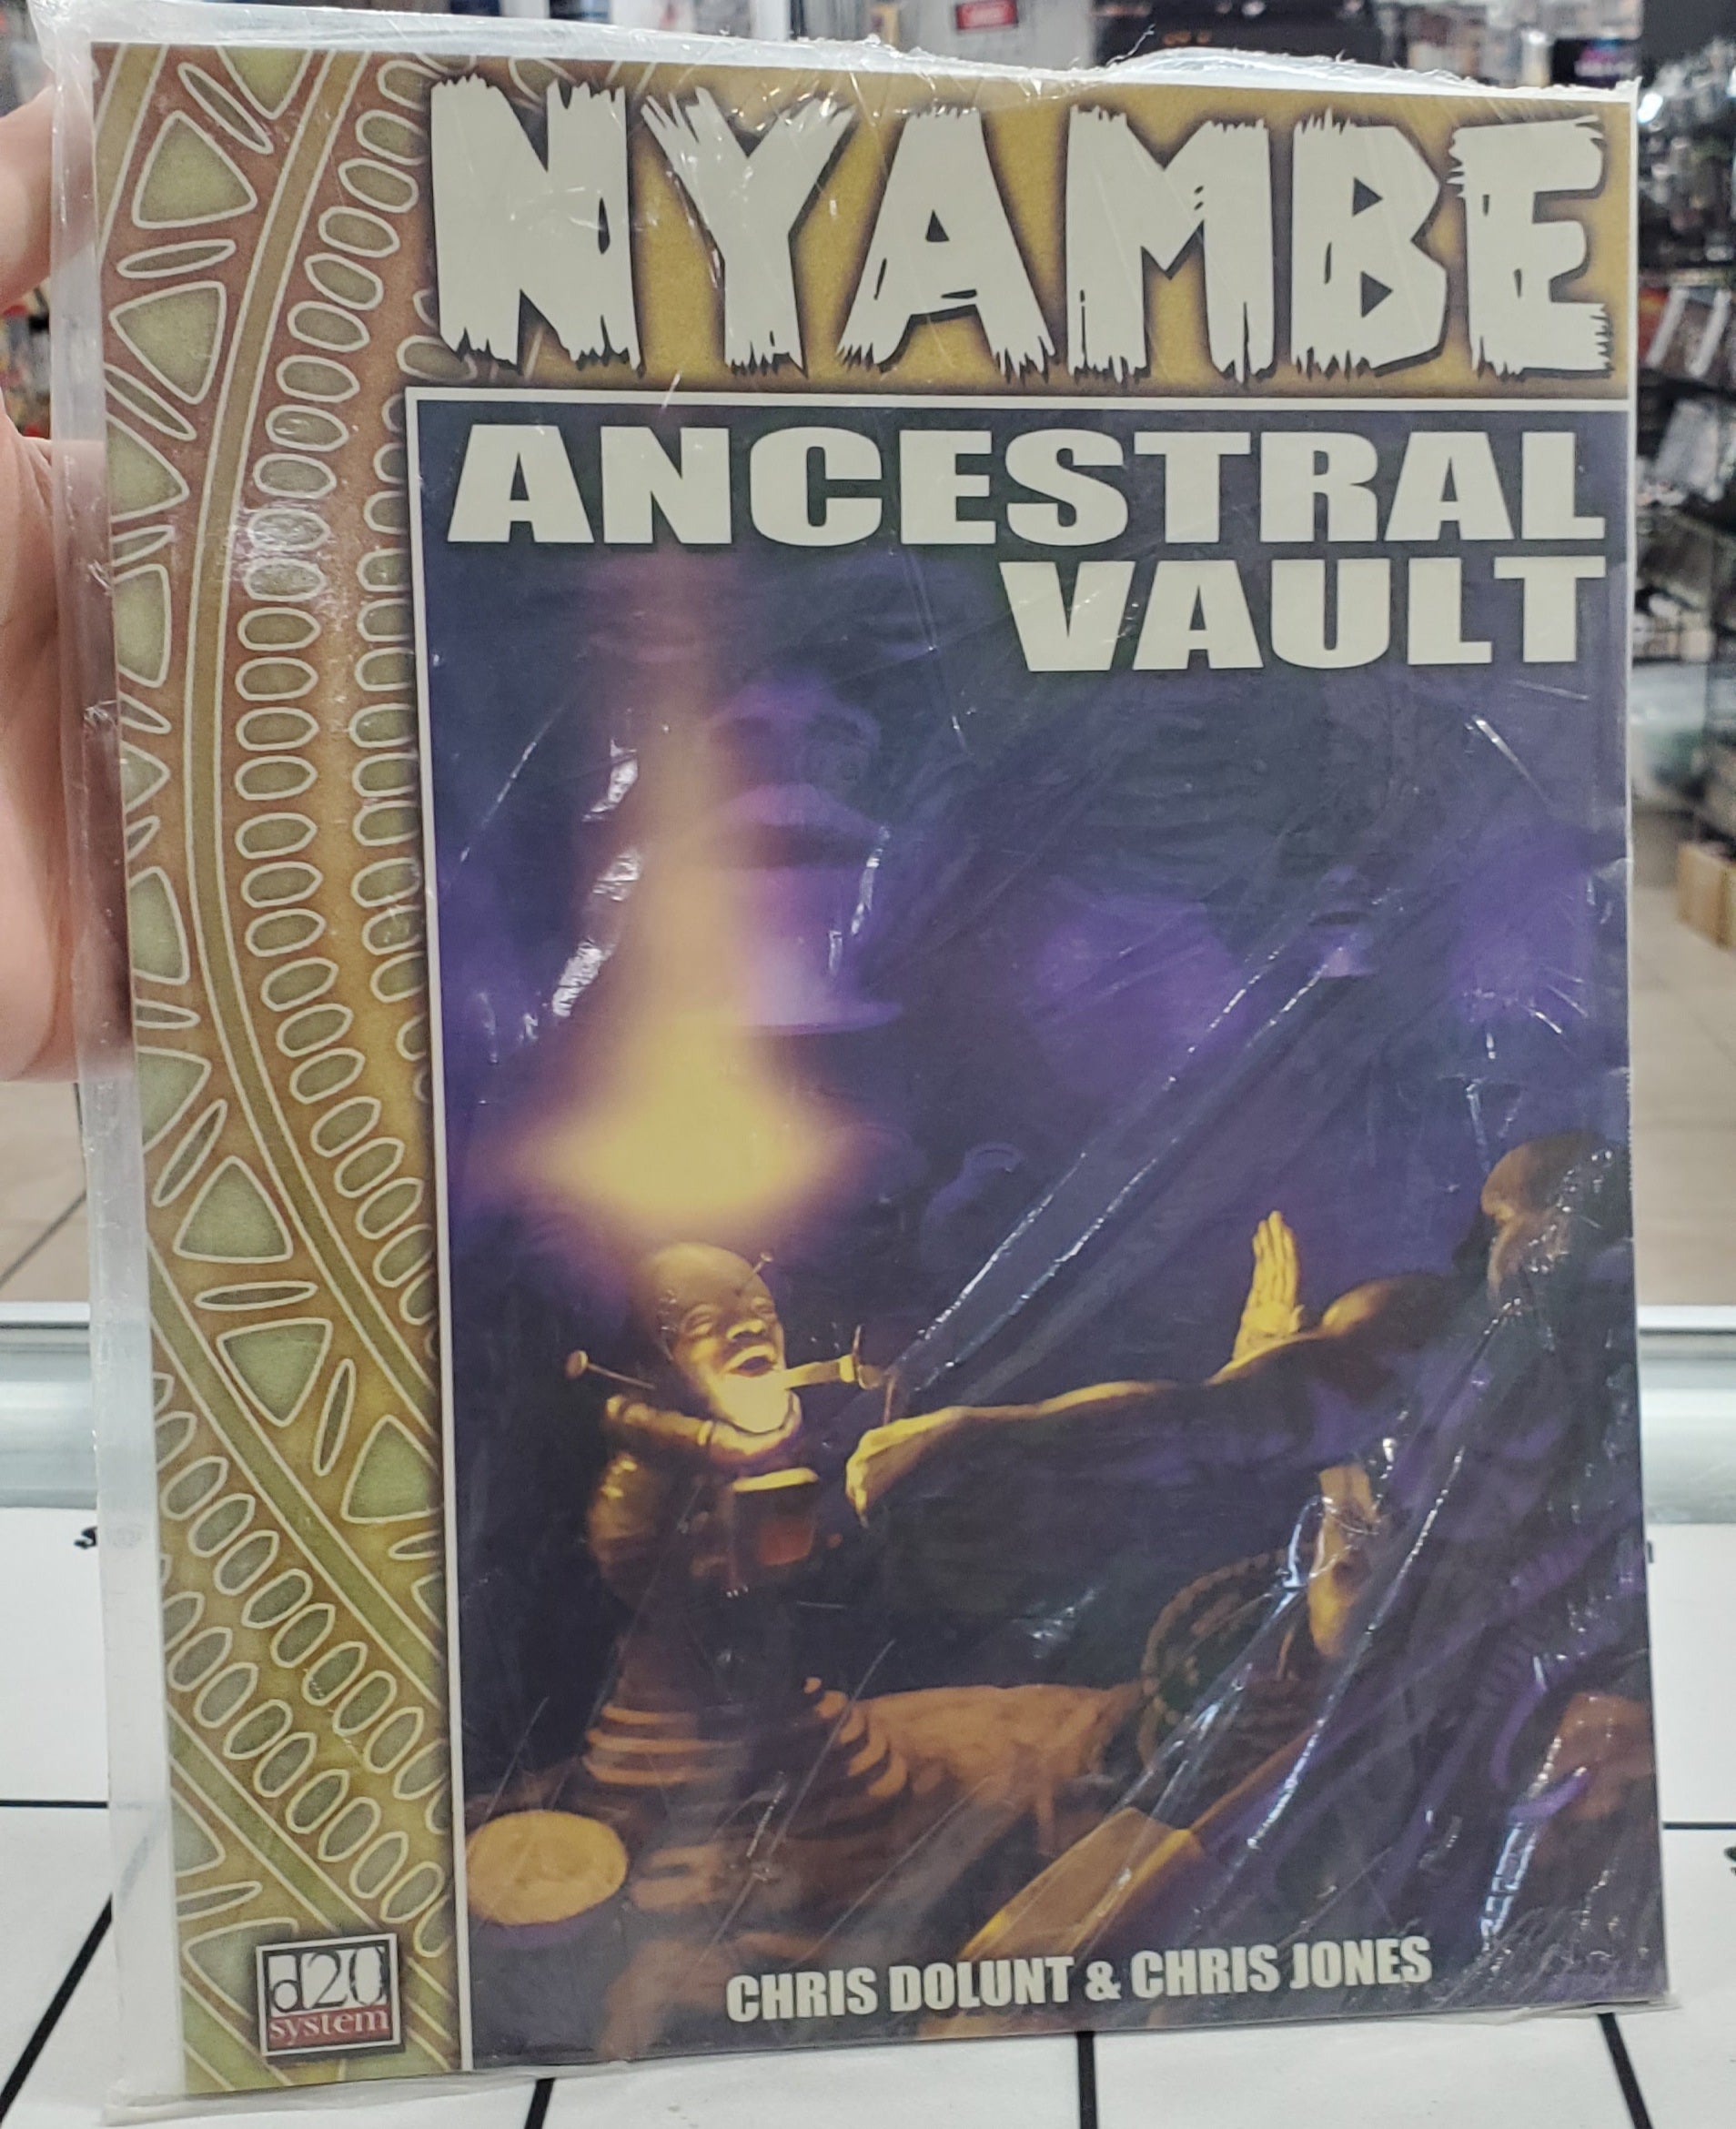 NYAMBE
ANCESTRAL
VAULT
CHRIS DOLUNT & CHRIS JONES
d20
system